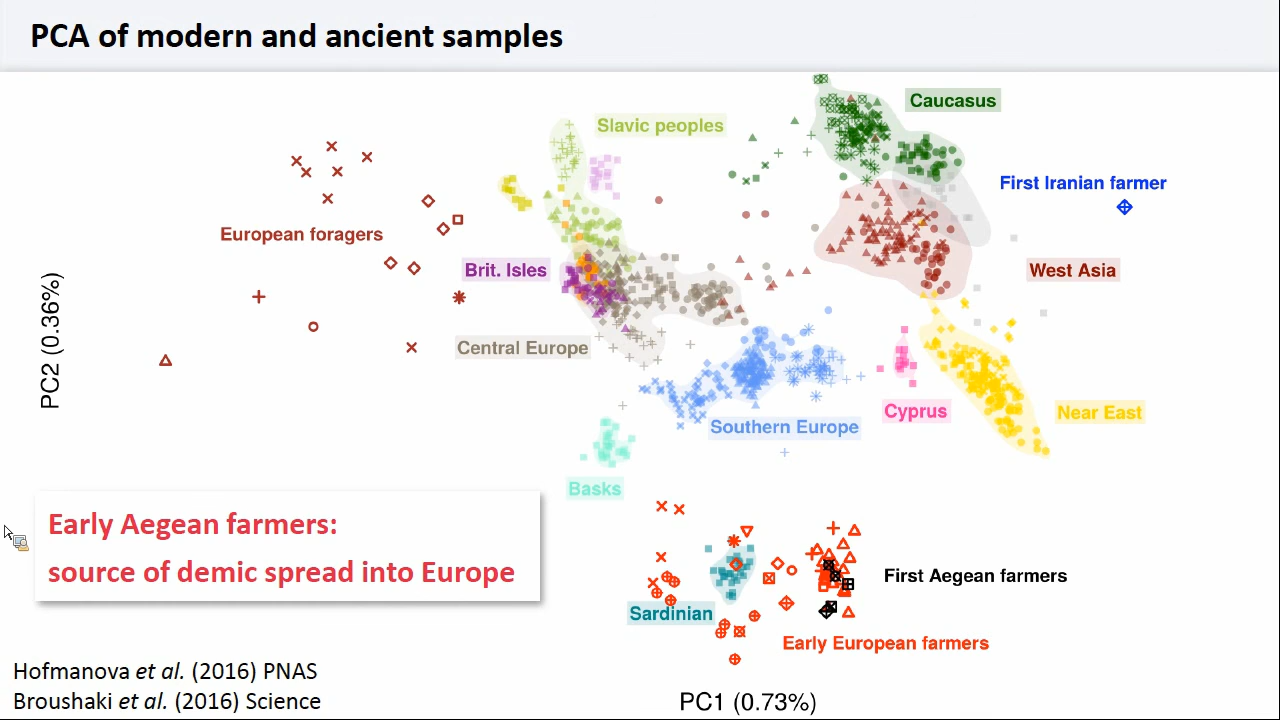 PCA of modern and ancient samples
Caucasus
Slavic peoples
First Iranian farmer
European foragers
Brit. Isles
West Asia
PC2 (0.36%)
Central Europe
Cyprus
Near East
Southern Europe
Basks
Early Aegean farmers:
source of demic spread into Europe
First Aegean farmers
Sardinian
Early European farmers
Hofmanova et al. (2016) PNAS
Broushaki et al. (2016) Science
PC1 (0.73%)